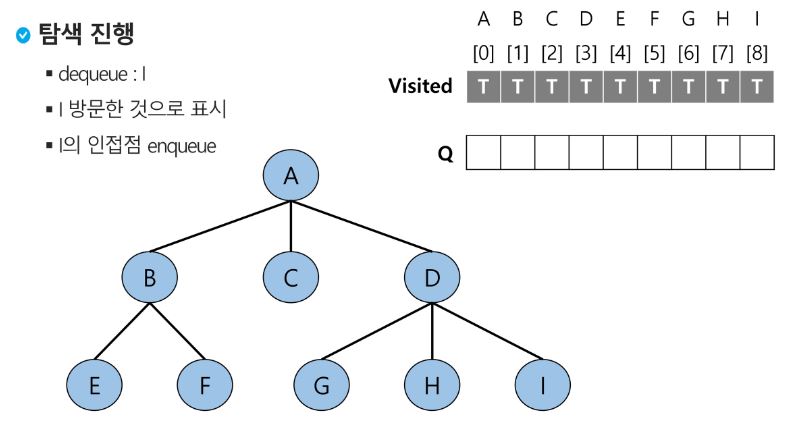 탐색 진행
▪ dequeue : I
▪ I 방문한 것으로 표시
▪ I의 인접점 enqueue
A B C D E F G H I
[0] [1] [2] [3] [4] [5] [6] [7] [8]
Visited T T T T T T T T T
Q
A
B C D
E F G H I